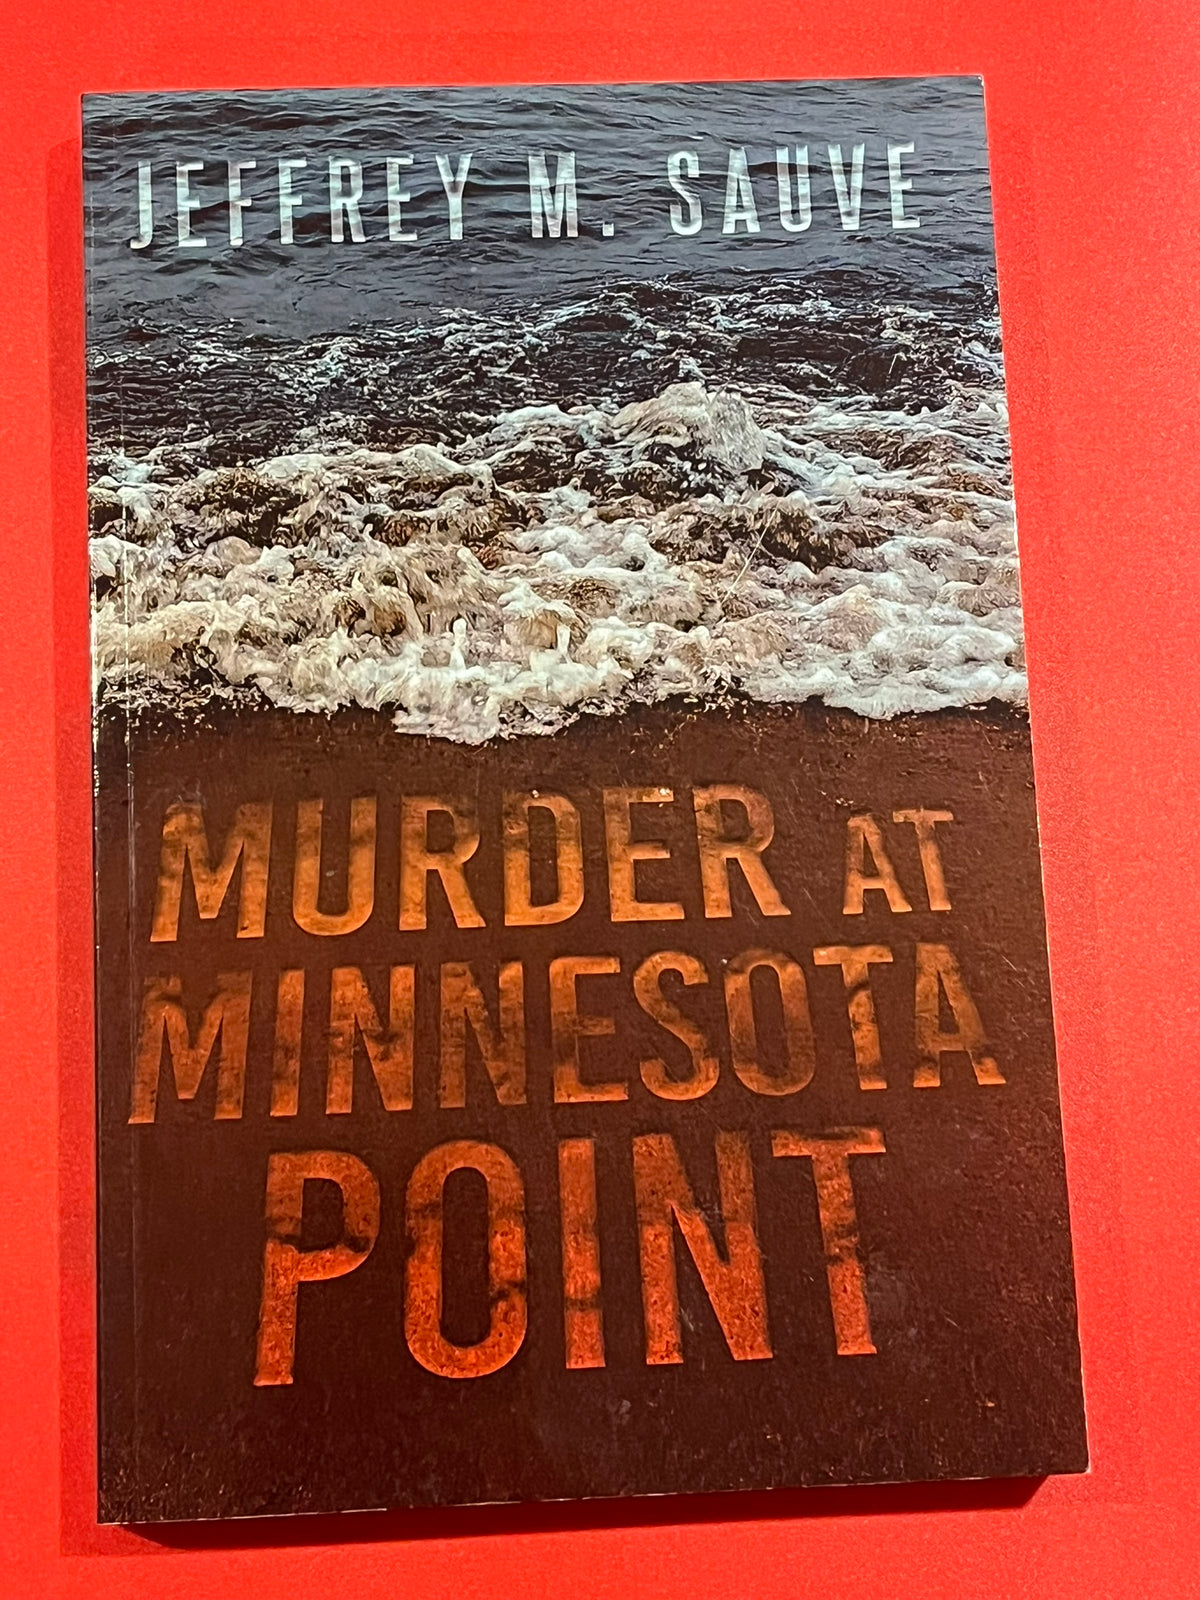 JEFFREY M. SAUVE
MURDER AT
MINNESOTA
POINT